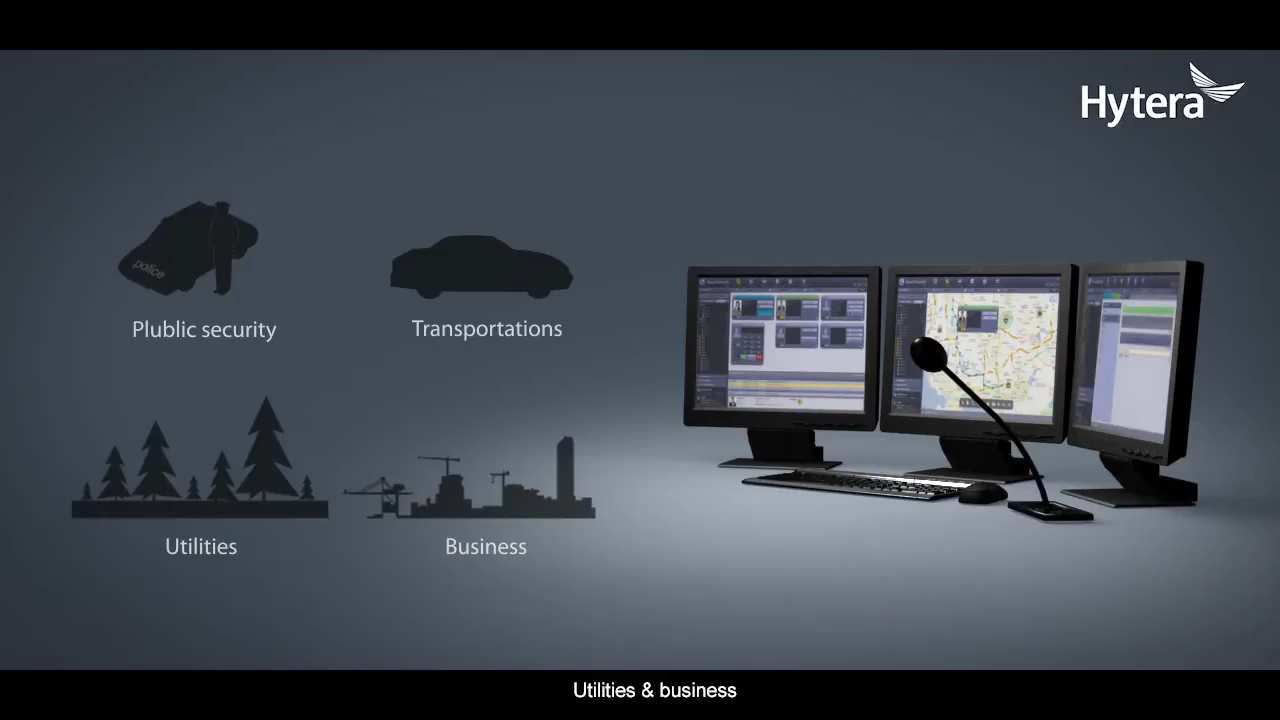 Hytera
police
Plublic security
Transportations
Utilities
Business
Utilities & business